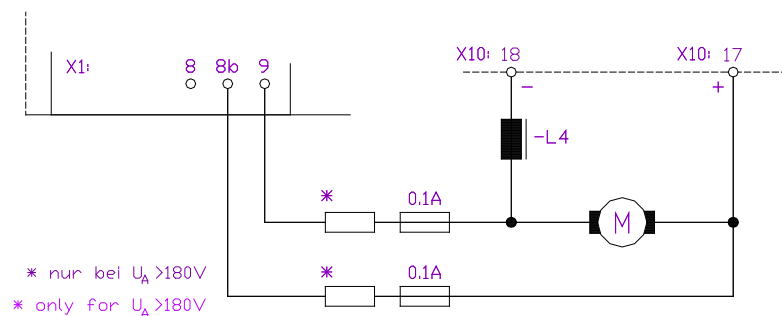 X10: 18 X10: 17
X1: 8 8b 9
− +
-L4
* 0.1A
M
* 0.1A
* nur bei UA >180V
* only for UA >180V